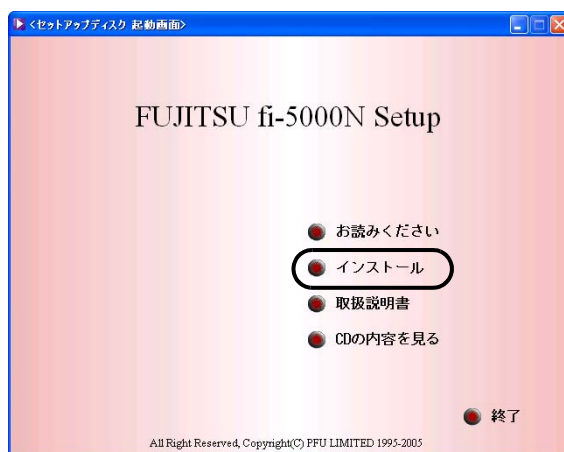 <セットアップディスク 起動画面>
FUJITSU fi-5000N Setup
お読みください
インストール
取扱説明書
CDの内容を見る
終了
All Right Reserved, Copyright(C) PFU LIMITED 1995-2005